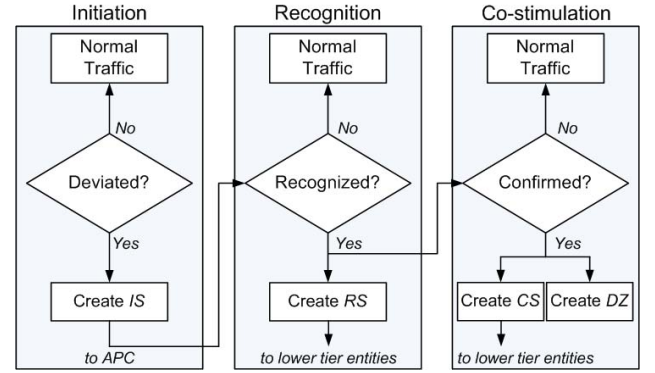 Initiation
Normal
Traffic
No
Deviated?
Yes
Create IS
to APC
Recognition
Normal
Traffic
No
Recognized?
Yes
Create RS
to lower tier entities
Co-stimulation
Normal
Traffic
No
Confirmed?
Yes
Create CS
Create DZ
to lower tier entities